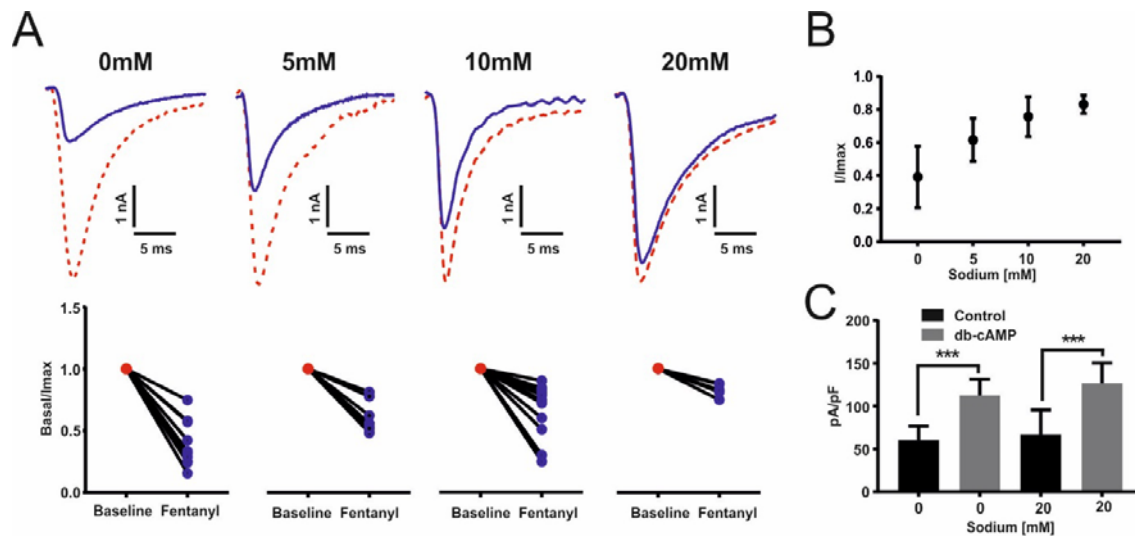 A
0mM
5mM
10mM
20mM
1 nA
5 ms
1 nA
5 ms
1 nA
5 ms
1 nA
5 ms
Basal/Imax
1.5
1.0
0.5
0.0
Baseline Fentanyl
Baseline Fentanyl
Baseline Fentanyl
Baseline Fentanyl
B
I/Imax
1.0
0.8
0.6
0.4
0.2
0.0
0 5 10 20
Sodium [mM]
C
Control
db-cAMP
pA/pF
200
150
100
50
0
***
***
0 0 20 20
Sodium [mM]